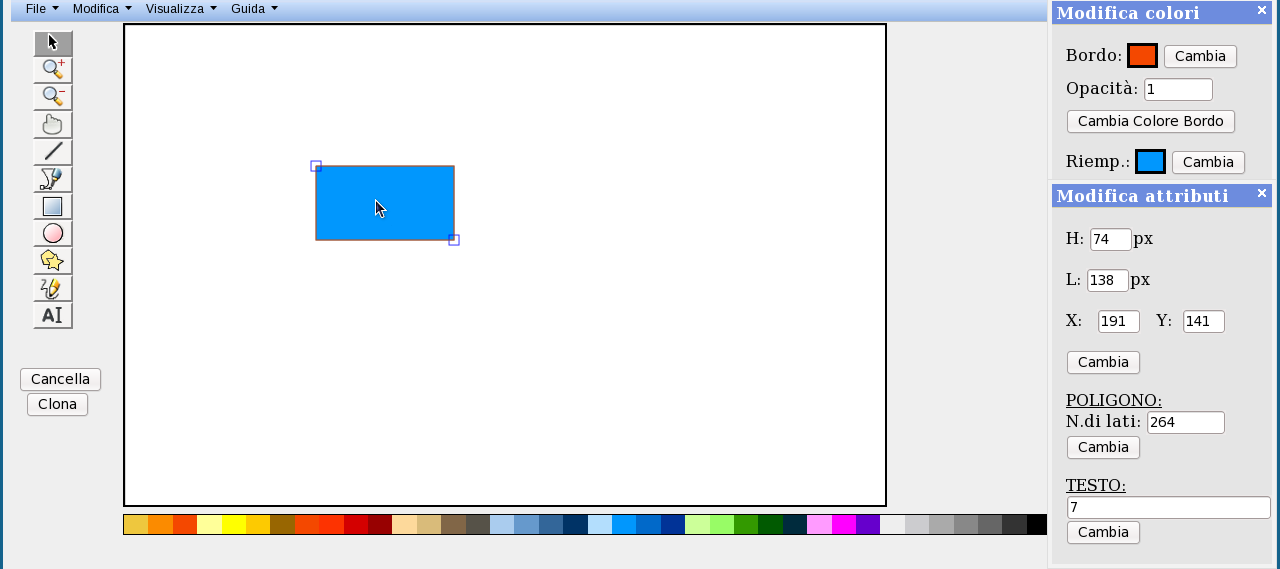 File Modifica Visualizza Guida
Modifica colori
Bordo: Cambia
Opacità: 1
Cambia Colore Bordo
Riemp.: Cambia
Modifica attributi
H: 74 px
L: 138 px
X: 191 Y: 141
Cambia
POLIGONO:
N.di lati: 264
Cambia
TESTO:
7
Cambia
AI
Cancella
Clona